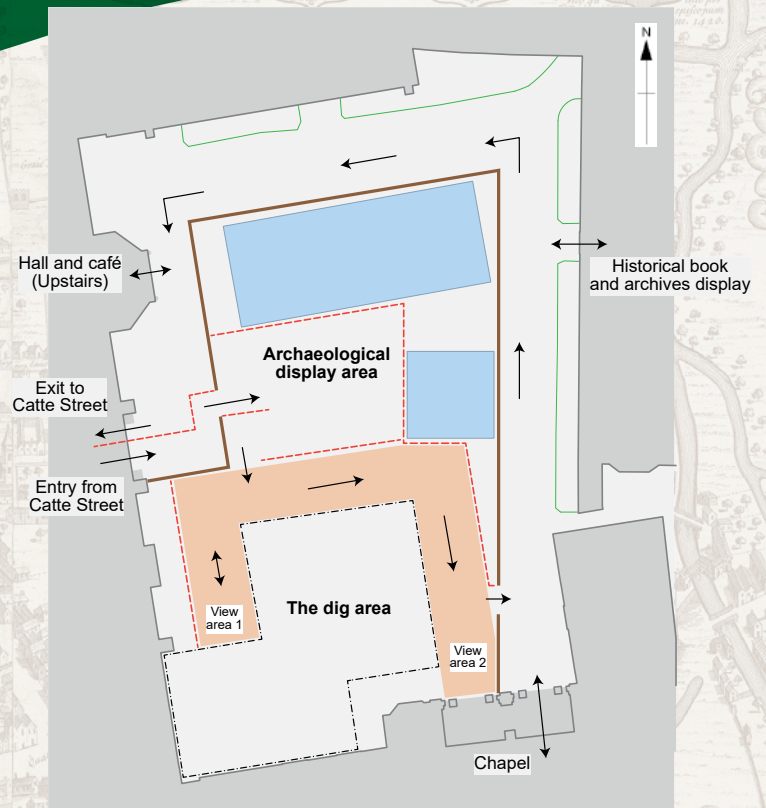 N
Hall and café
(Upstairs)
Historical book
and archives display
Archaeological
display area
Exit to
Catte Street
Entry from
Catte Street
The dig area
View
area 1
View
area 2
Chapel